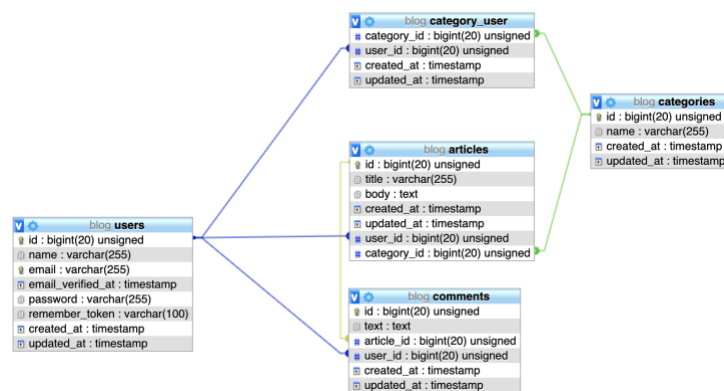 blog category_user
category_id : bigint(20) unsigned
user_id : bigint(20) unsigned
created_at : timestamp
updated_at : timestamp
blog categories
id : bigint(20) unsigned
name : varchar(255)
created_at : timestamp
updated_at : timestamp
blog articles
id : bigint(20) unsigned
title : varchar(255)
body : text
created_at : timestamp
updated_at : timestamp
user_id : bigint(20) unsigned
category_id : bigint(20) unsigned
blog users
id : bigint(20) unsigned
name : varchar(255)
email : varchar(255)
email_verified_at : timestamp
password : varchar(255)
remember_token : varchar(100)
created_at : timestamp
updated_at : timestamp
blog comments
id : bigint(20) unsigned
text : text
article_id : bigint(20) unsigned
user_id : bigint(20) unsigned
created_at : timestamp
updated_at : timestamp